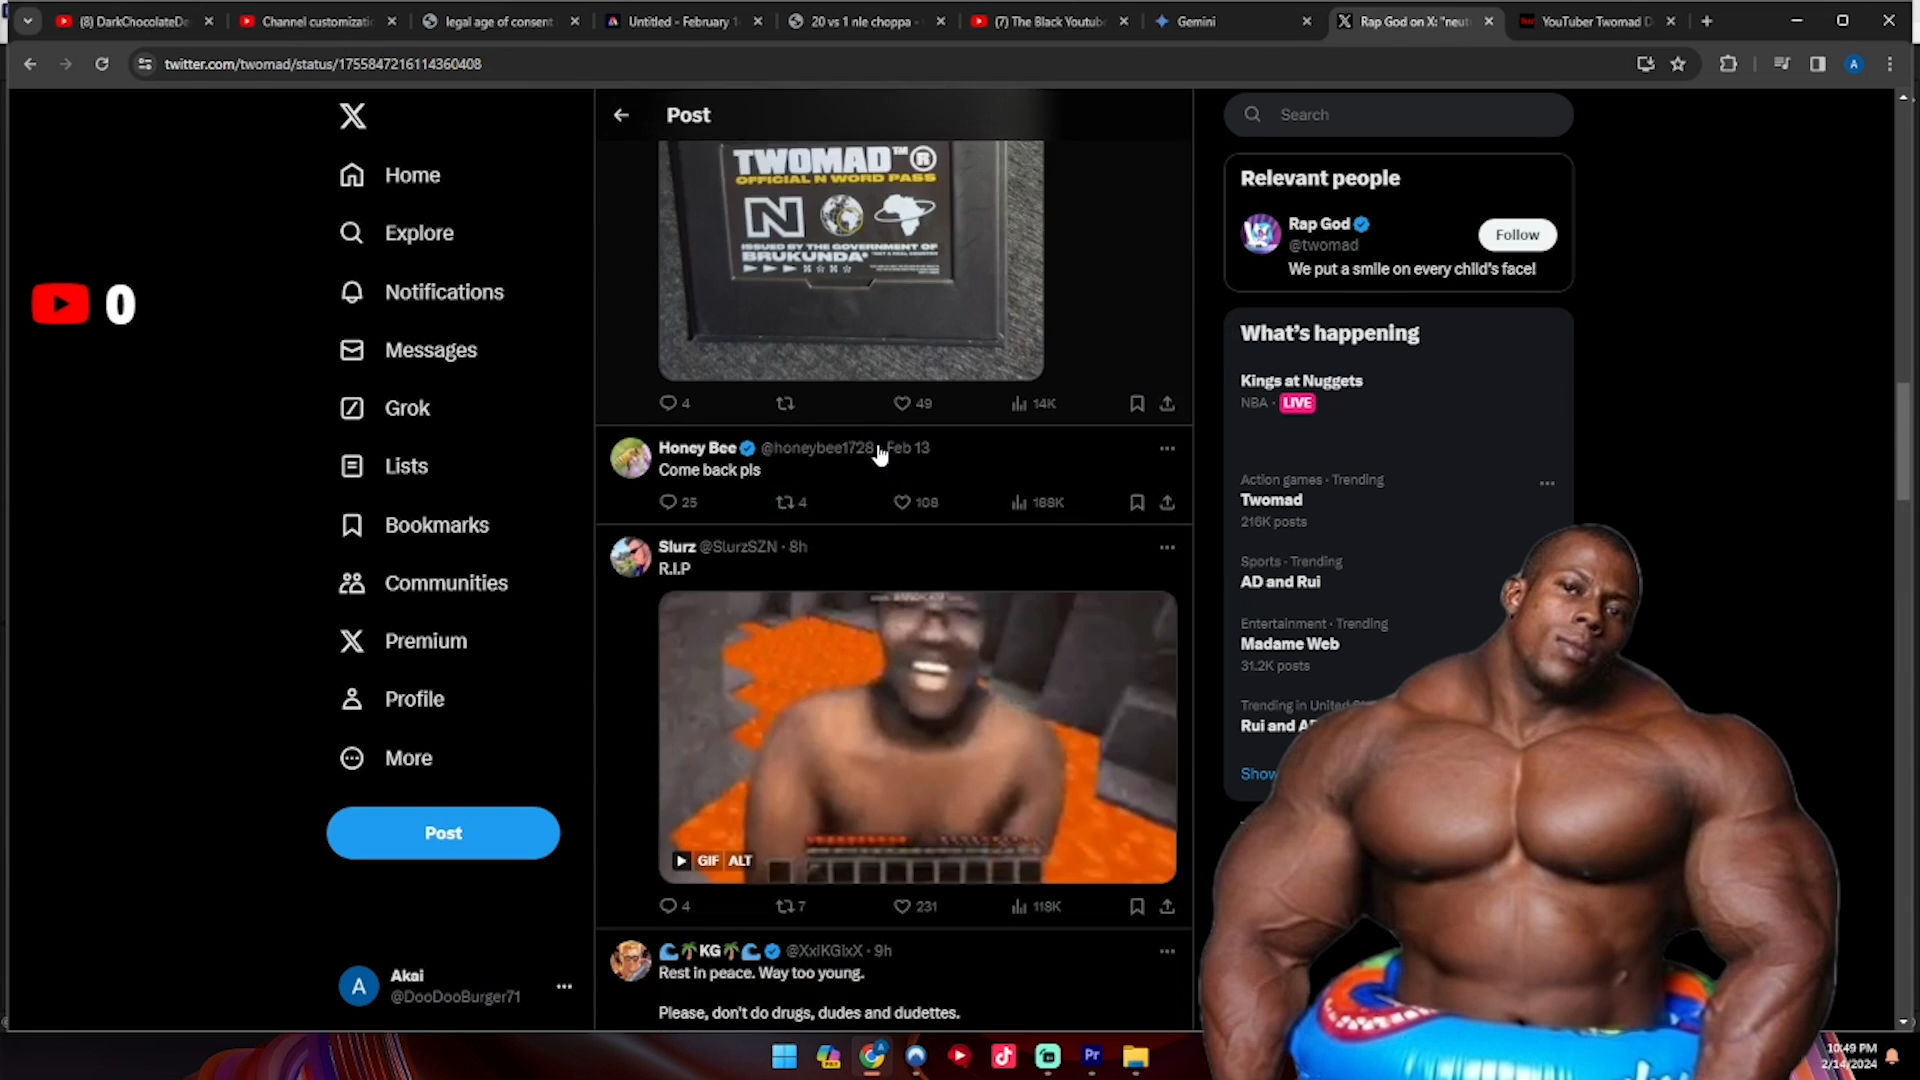 (8) DarkChocolateDe
Channel customizati
legal age of consent
Untitled - February 1
20 vs 1 nle choppa -
(7) The Black Youtube
Gemini
Rap God on X: "neut
YouTuber Twomad D
twitter.com/twomad/status/1755847216114360408
A
0
Home
Explore
Notifications
Messages
Grok
Lists
Bookmarks
Communities
Premium
Profile
More
Post
A
Akai
@DooDooBurger71
Post
TWOMAD™®
OFFICIAL N WORD PASS
N
ISSUED BY THE GOVERNMENT OF
BRUKUNDA*
4
49
14K
Honey Bee @honeybee1728 Feb 13
Come back pls
25
4
108
188K
Slurz @SlurzSZN · 8h
R.I.P
GIF ALT
4
7
231
118K
KG @XxiKGixX · 9h
Rest in peace. Way too young.
Please, don't do drugs, dudes and dudettes.
Search
Relevant people
Rap God
@twomad
Follow
We put a smile on every child's face!
What's happening
Kings at Nuggets
NBA · LIVE
Action games · Trending
Twomad
216K posts
Sports · Trending
AD and Rui
Entertainment · Trending
Madame Web
31.2K posts
Trending in United
Rui and A
Show
Pr
10:49 PM
2/14/2024